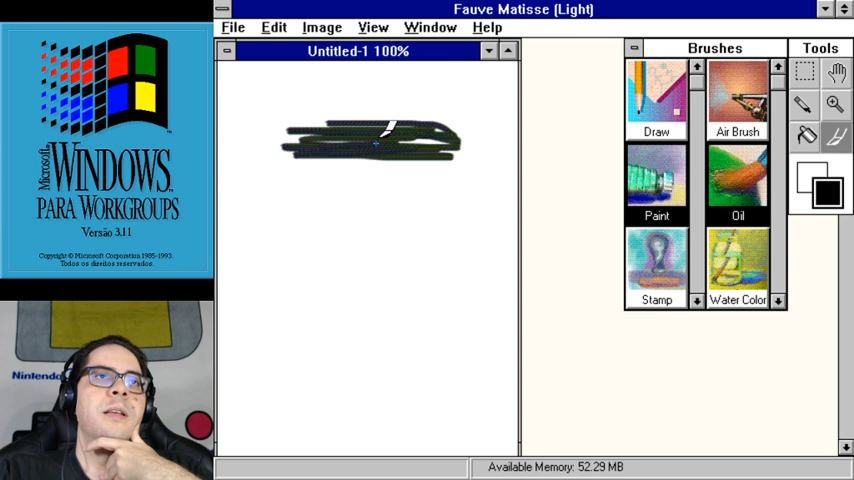 Microsoft®
WINDOWS™
PARA WORKGROUPS
Versão 3.11
Copyright © Microsoft Corporation 1985-1993.
Todos os direitos reservados.
Nintendo
Fauve Matisse (Light)
File Edit Image View Window Help
Untitled-1 100%
Brushes
Draw
Air Brush
Paint
Oil
Stamp
Water Color
Tools
Available Memory: 52.29 MB